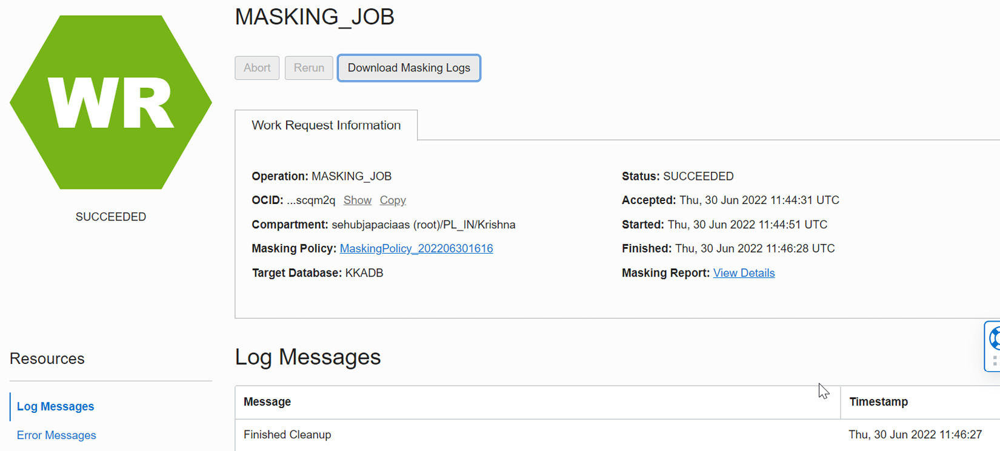 MASKING_JOB
Abort Rerun Download Masking Logs
WR
SUCCEEDED
Work Request Information
Operation: MASKING_JOB
OCID: ...scqm2q Show Copy
Compartment: sehubjapaciaas (root)/PL_IN/Krishna
Masking Policy: MaskingPolicy_202206301616
Target Database: KKADB
Status: SUCCEEDED
Accepted: Thu, 30 Jun 2022 11:44:31 UTC
Started: Thu, 30 Jun 2022 11:44:51 UTC
Finished: Thu, 30 Jun 2022 11:46:28 UTC
Masking Report: View Details
Resources
Log Messages
Error Messages
Log Messages
Message Timestamp
Finished Cleanup Thu, 30 Jun 2022 11:46:27